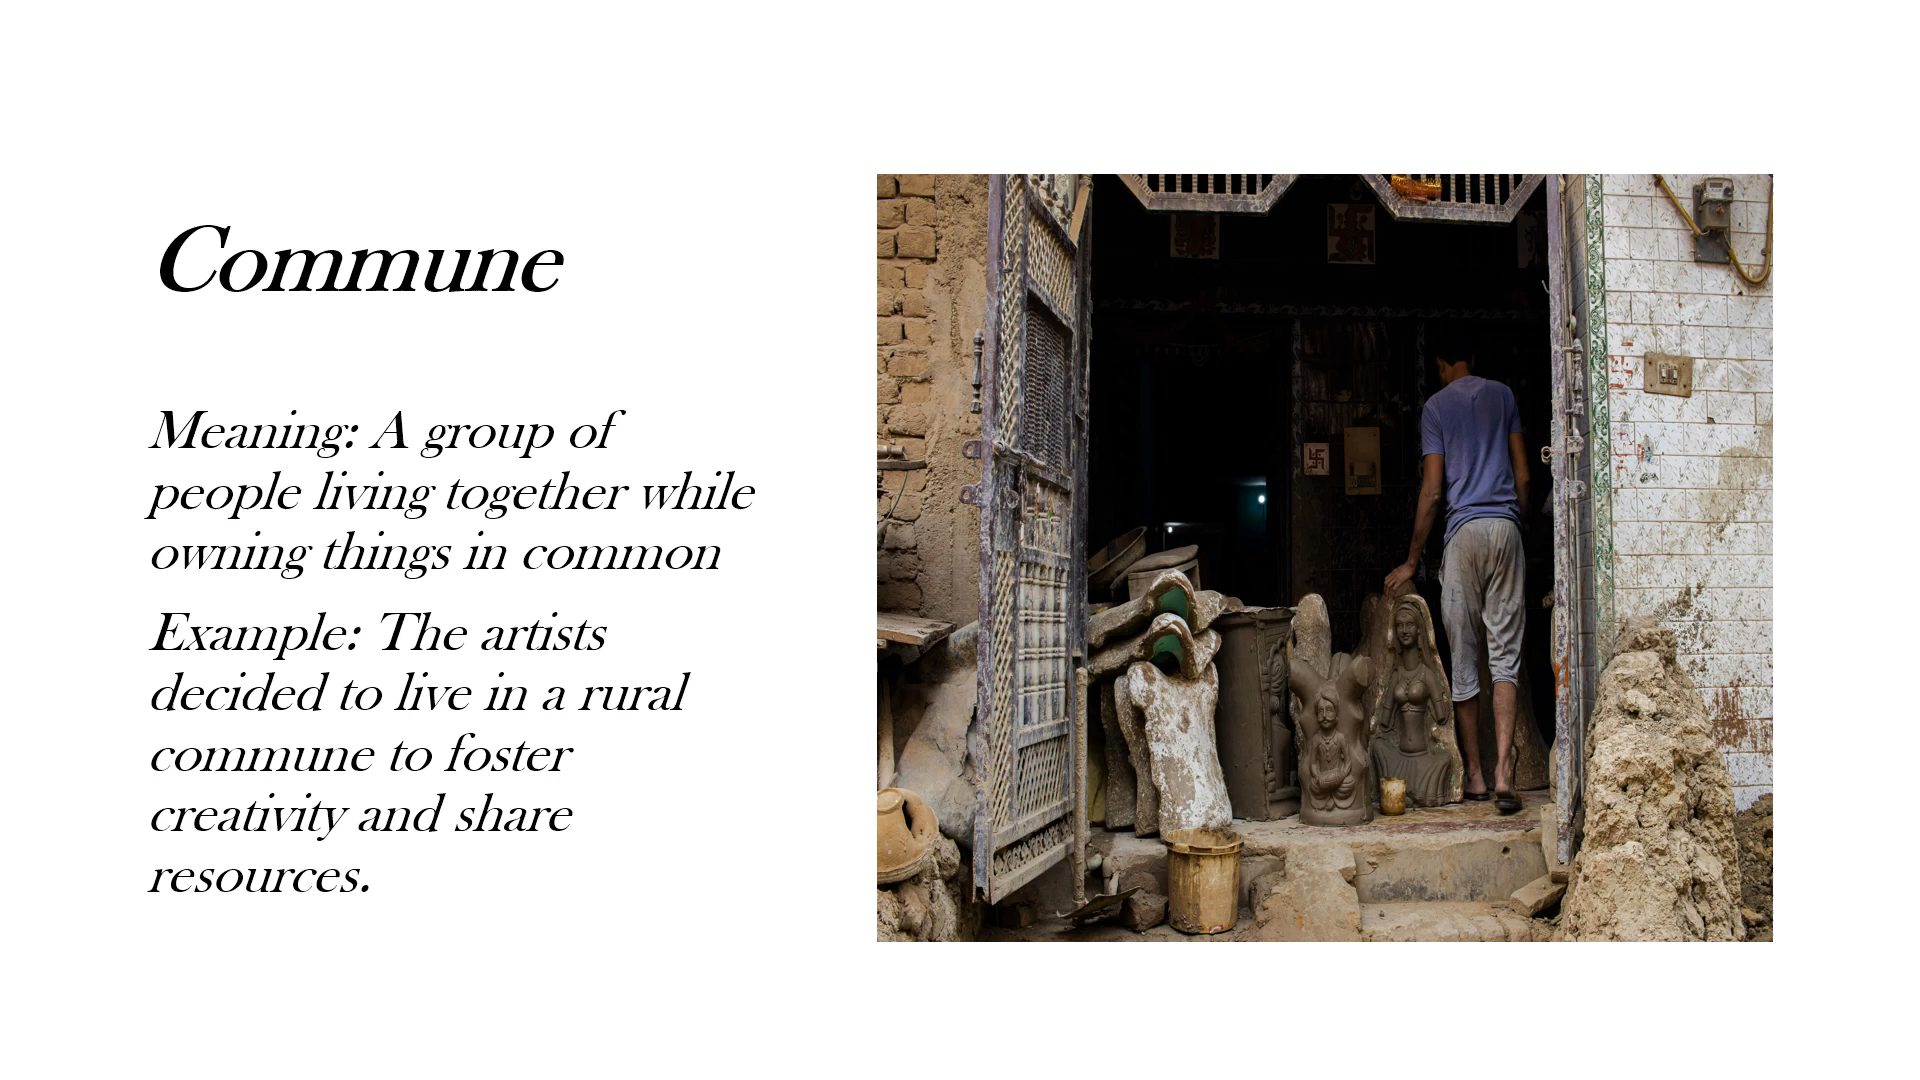 Commune
Meaning: A group of
people living together while
owning things in common
Example: The artists
decided to live in a rural
commune to foster
creativity and share
resources.